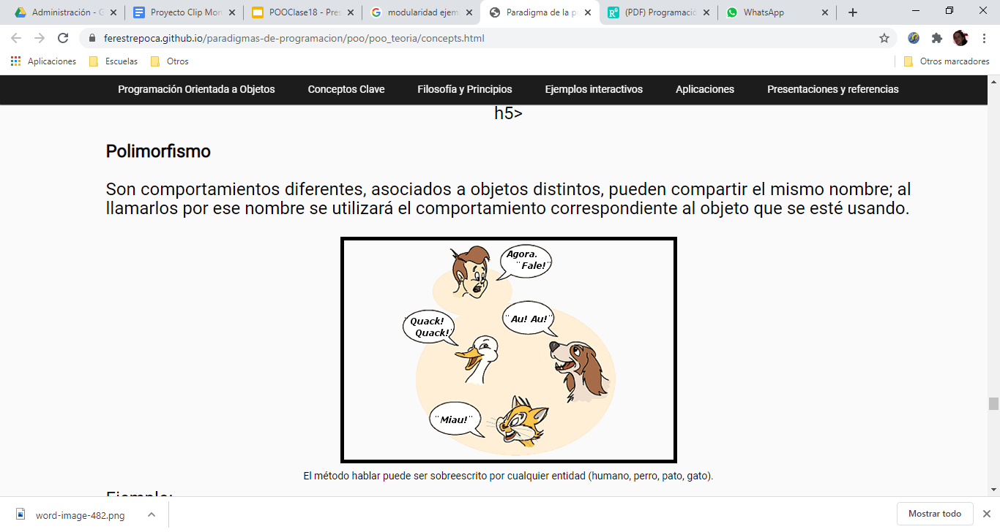 Administración - G
Proyecto Clip Mon
POOClase18 - Pres
modularidad ejem
Paradigma de la p
(PDF) Programació
WhatsApp
ferestrepoca.github.io/paradigmas-de-programacion/poo/poo_teoria/concepts.html
Aplicaciones
Escuelas
Otros
Otros marcadores
Programación Orientada a Objetos
Conceptos Clave
Filosofía y Principios
Ejemplos interactivos
Aplicaciones
Presentaciones y referencias
h5>
Polimorfismo
Son comportamientos diferentes, asociados a objetos distintos, pueden compartir el mismo nombre; al
llamarlos por ese nombre se utilizará el comportamiento correspondiente al objeto que se esté usando.
Agora.
"Fale!"
"Quack!
Quack!"
"Au! Au!"
"Miau!"
El método hablar puede ser sobreescrito por cualquier entidad (humano, perro, pato, gato).
Ejemplo:
word-image-482.png
Mostrar todo